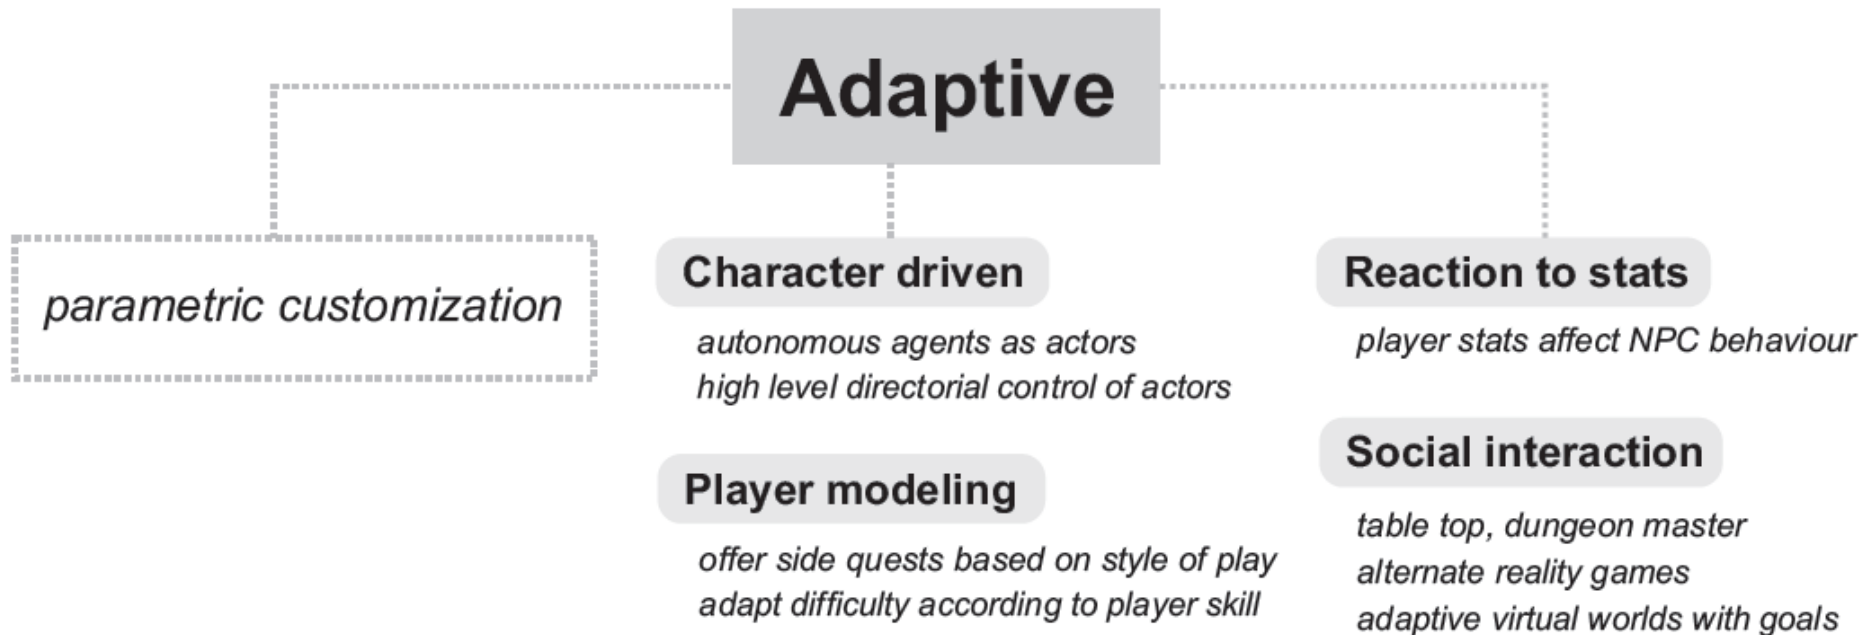 Adaptive
parametric customization
Character driven
autonomous agents as actors
high level directorial control of actors
Player modeling
offer side quests based on style of play
adapt difficulty according to player skill
Reaction to stats
player stats affect NPC behaviour
Social interaction
table top, dungeon master
alternate reality games
adaptive virtual worlds with goals